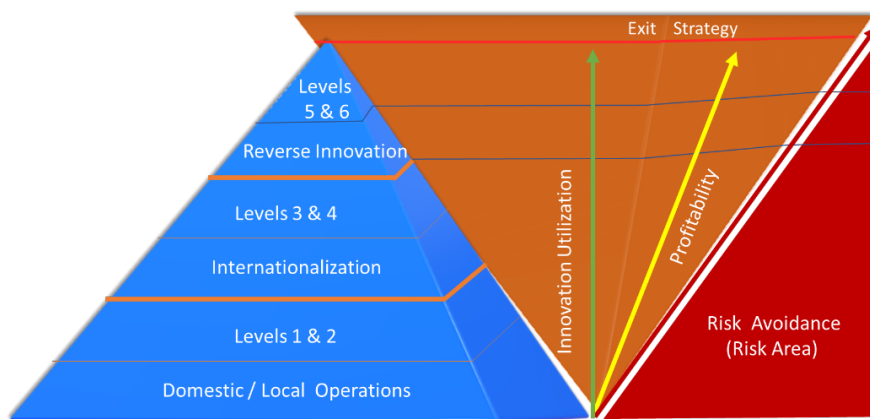 Exit Strategy
Levels
5 & 6
Reverse Innovation
Levels 3 & 4
Internationalization
Levels 1 & 2
Domestic / Local Operations
Innovation Utilization
Profitability
Risk Avoidance
(Risk Area)